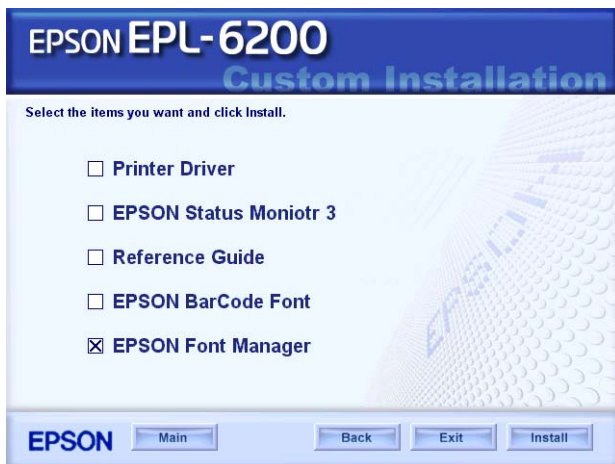 EPSON EPL-6200
Custom Installation
Select the items you want and click Install.
Printer Driver
EPSON Status Moniotr 3
Reference Guide
EPSON BarCode Font
EPSON Font Manager
EPSON
EPSON Main Back Exit Install